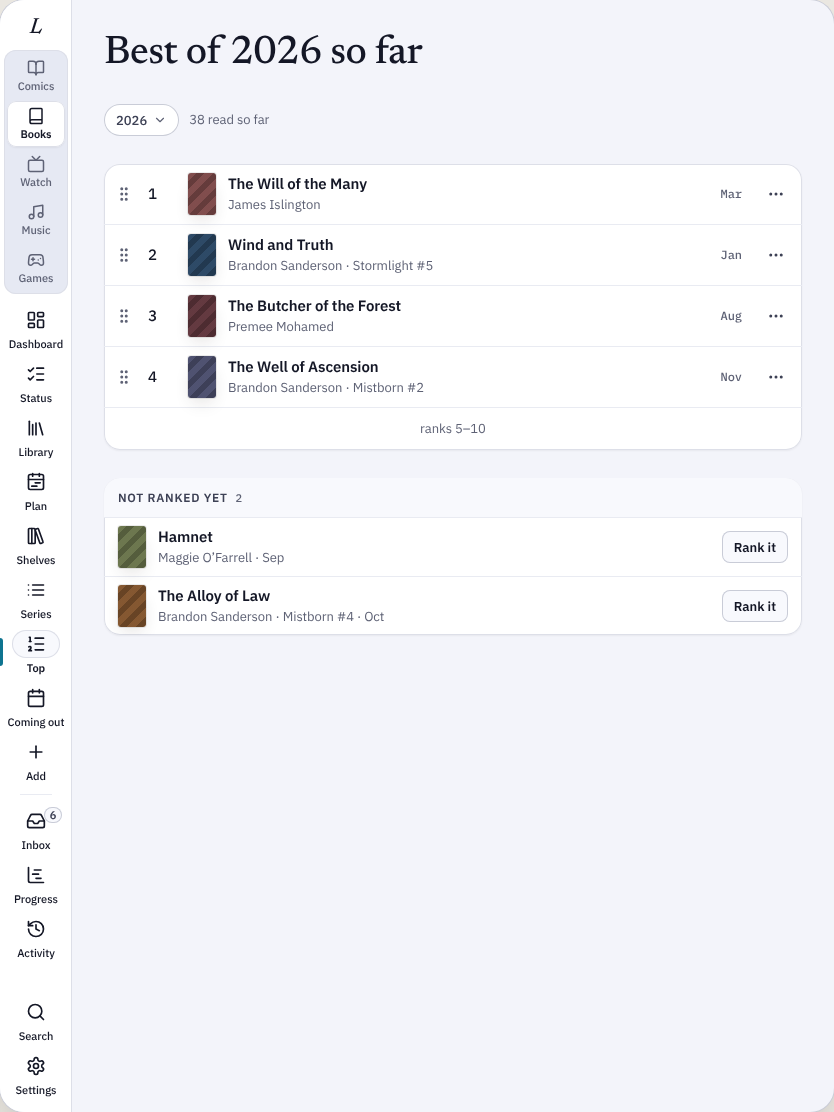 L
Comics
Books
Watch
Music
Games
Dashboard
Status
Library
Plan
Shelves
Series
Top
Coming out
Add
6
Inbox
Progress
Activity
Search
Settings
Best of 2026 so far
2026 38 read so far
1 The Will of the Many Mar
James Islington
2 Wind and Truth Jan
Brandon Sanderson · Stormlight #5
3 The Butcher of the Forest Aug
Premee Mohamed
4 The Well of Ascension Nov
Brandon Sanderson · Mistborn #2
ranks 5–10
NOT RANKED YET 2
Hamnet
Maggie O’Farrell · Sep
Rank it
The Alloy of Law
Brandon Sanderson · Mistborn #4 · Oct
Rank it